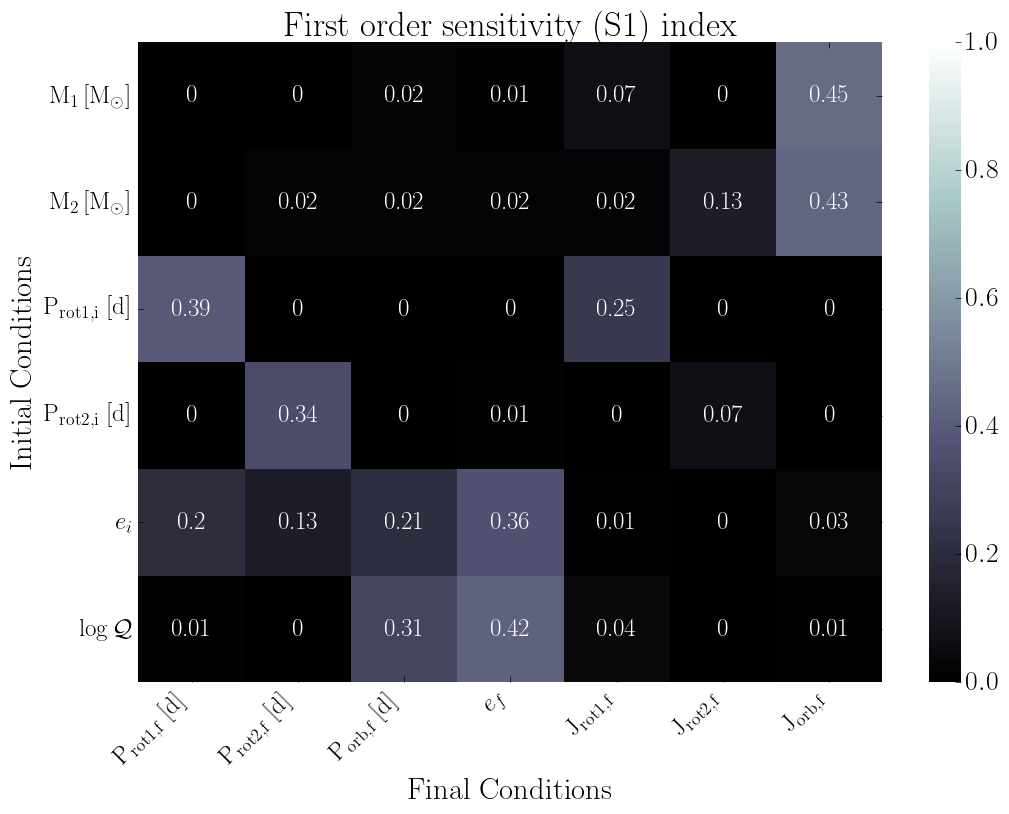 First order sensitivity (S1) index
Initial Conditions
M₁ [M⊙] 0 0 0.02 0.01 0.07 0 0.45
M₂ [M⊙] 0 0.02 0.02 0.02 0.02 0.13 0.43
P_rot1,i [d] 0.39 0 0 0 0.25 0 0
P_rot2,i [d] 0 0.34 0 0.01 0 0.07 0
e_i 0.2 0.13 0.21 0.36 0.01 0 0.03
log 𝒬 0.01 0 0.31 0.42 0.04 0 0.01
P_rot1,f [d] P_rot2,f [d] P_orb,f [d] e_f J_rot1,f J_rot2,f J_orb,f
Final Conditions
1.0
0.8
0.6
0.4
0.2
0.0